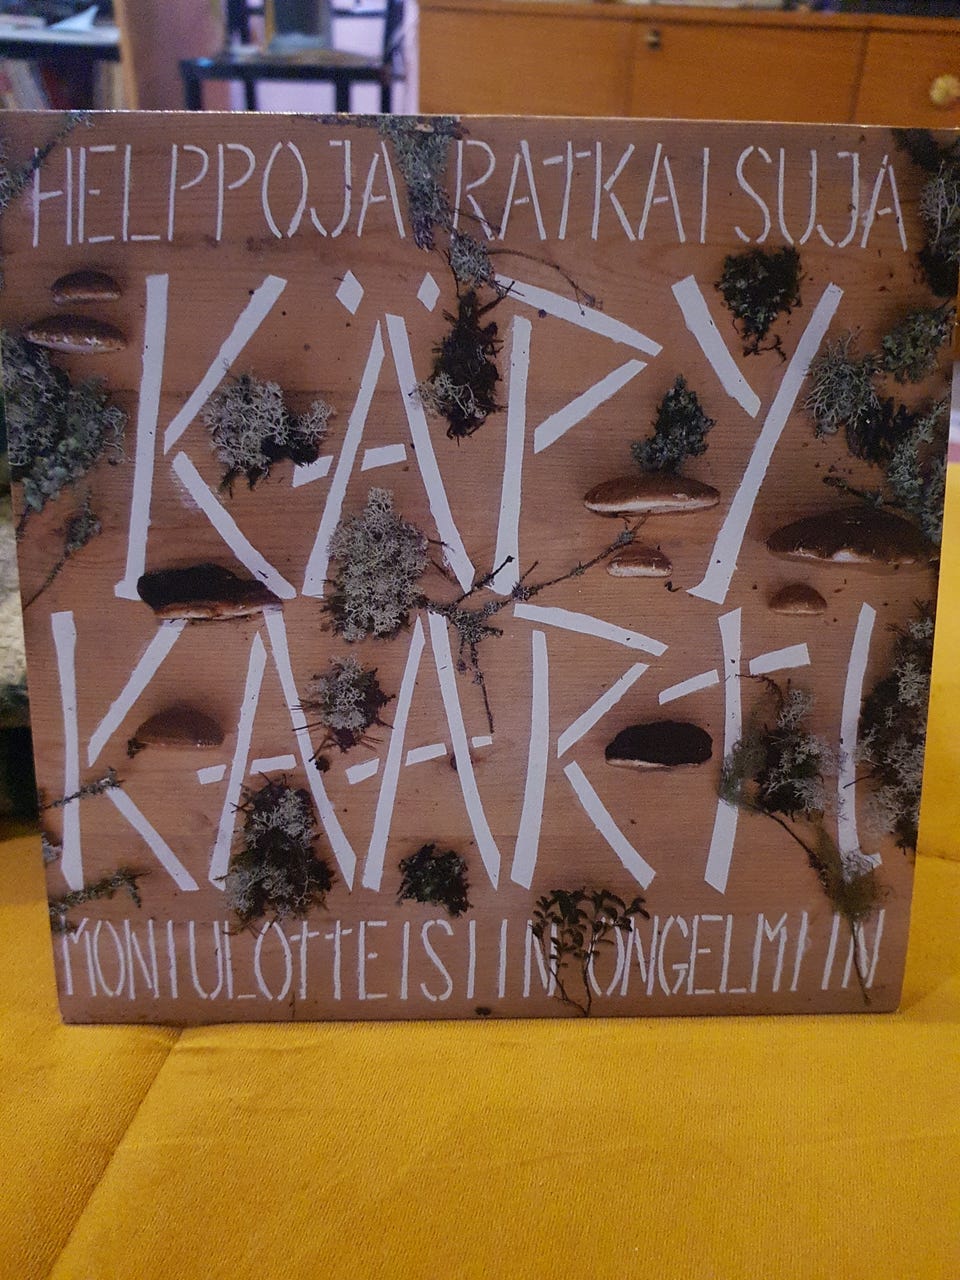 HELPPOJA RATKAISUJA
KÄPY
KAARTI
MONIULOTTEISIIN ONGELMIIN